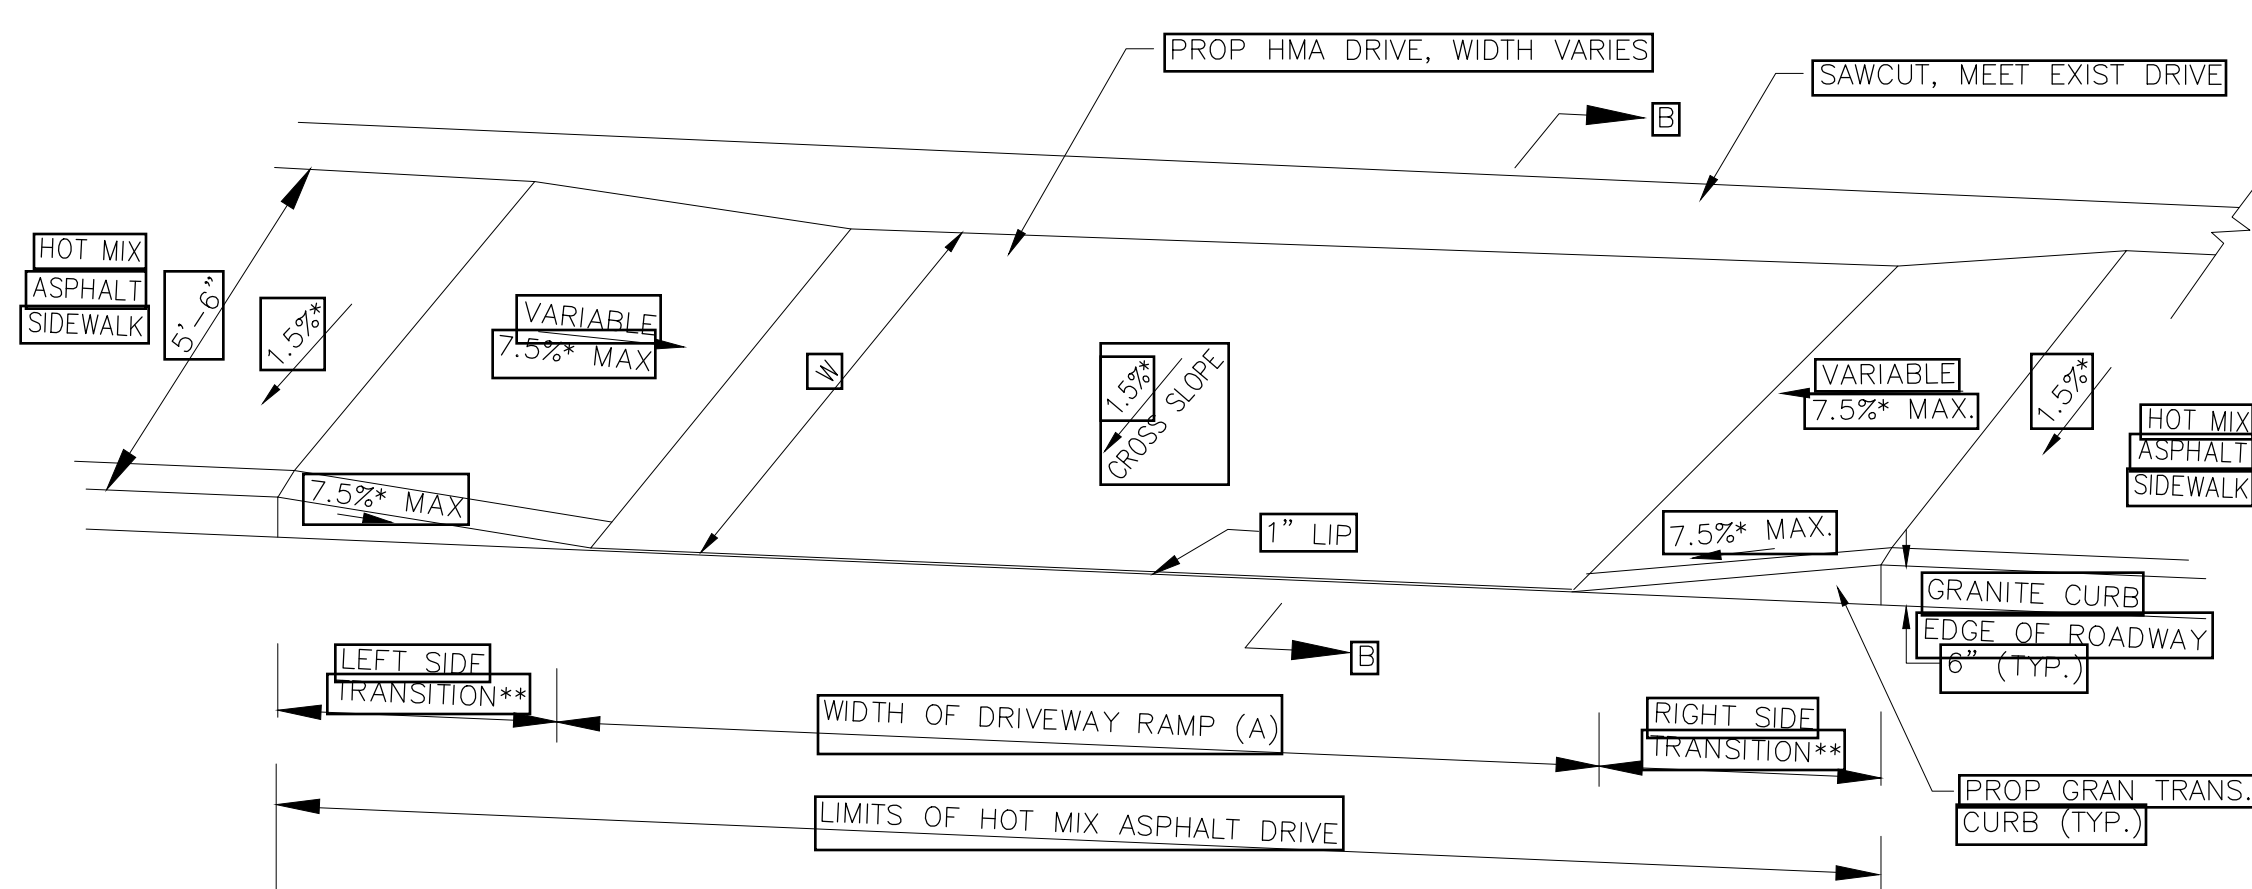 PROP HMA DRIVE, WIDTH VARIES
SAWCUT, MEET EXIST DRIVE
B
HOT MIX
ASPHALT
SIDEWALK
5'-6"
1.5%*
VARIABLE
7.5%* MAX
W
1.5%*
CROSS SLOPE
VARIABLE
7.5%* MAX.
1.5%*
HOT MIX
ASPHALT
SIDEWALK
7.5%* MAX
1" LIP
7.5%* MAX.
GRANITE CURB
EDGE OF ROADWAY
6" (TYP.)
B
LEFT SIDE
TRANSITION**
WIDTH OF DRIVEWAY RAMP (A)
RIGHT SIDE
TRANSITION**
PROP GRAN TRANS.
CURB (TYP.)
LIMITS OF HOT MIX ASPHALT DRIVE